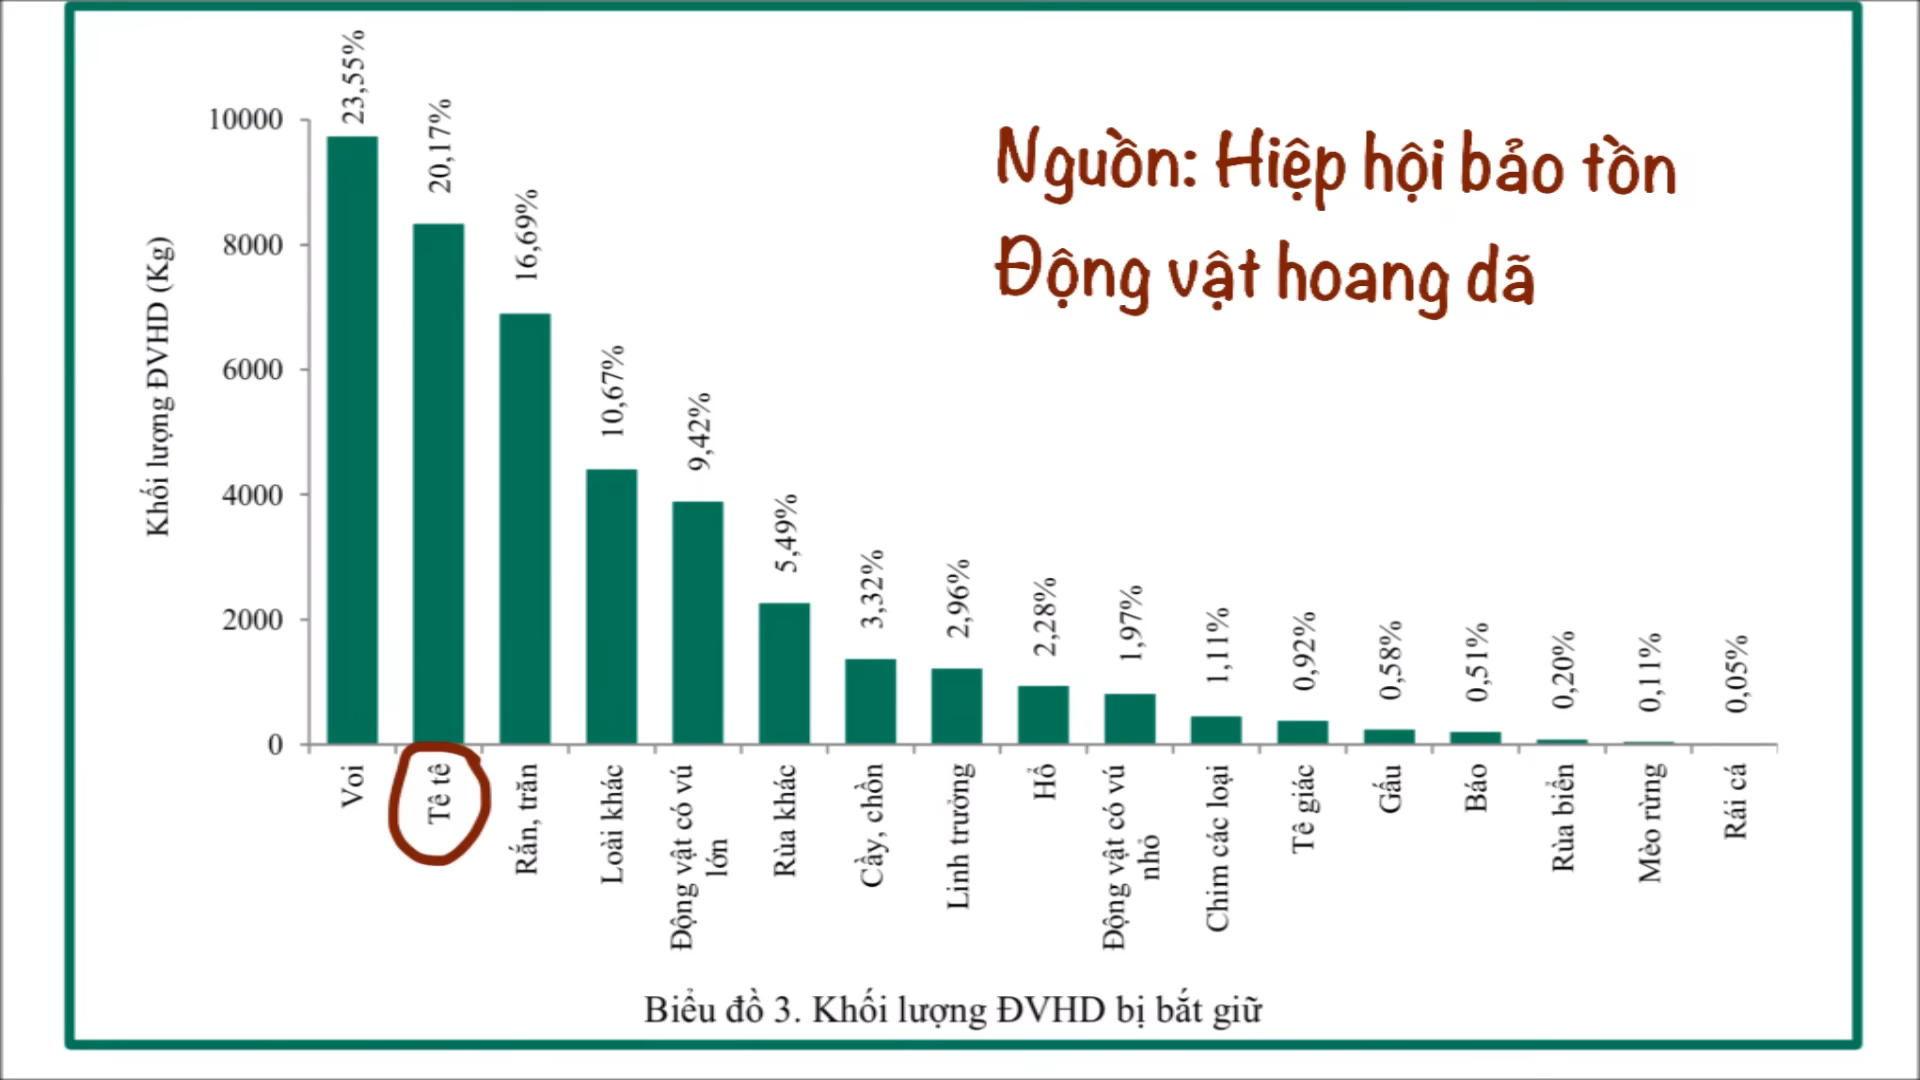 23,55%
20,17%
16,69%
10,67%
9,42%
5,49%
3,32%
2,96%
2,28%
1,97%
1,11%
0,92%
0,58%
0,51%
0,20%
0,11%
0,05%
Nguồn: Hiệp hội bảo tồn
Động vật hoang dã
Khối lượng ĐVHD (Kg)
10000
8000
6000
4000
2000
0
Voi
Tê tê
Rắn, trăn
Loài khác
Động vật có vú
lớn
Rùa khác
Cầy, chồn
Linh trưởng
Hổ
Động vật có vú
nhỏ
Chim các loại
Tê giác
Gấu
Báo
Rùa biển
Mèo rừng
Rái cá
Biểu đồ 3. Khối lượng ĐVHD bị bắt giữ